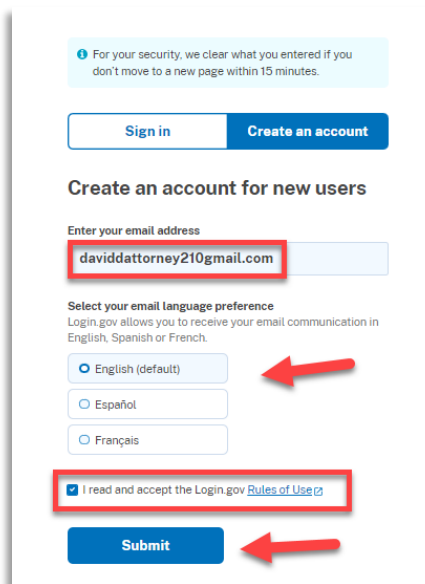 For your security, we clear what you entered if you
don't move to a new page within 15 minutes.
Sign in
Create an account
Create an account for new users
Enter your email address
daviddattorney210gmail.com
Select your email language preference
Login.gov allows you to receive your email communication in
English, Spanish or French.
English (default)
Español
Français
I read and accept the Login.gov Rules of Use
Submit